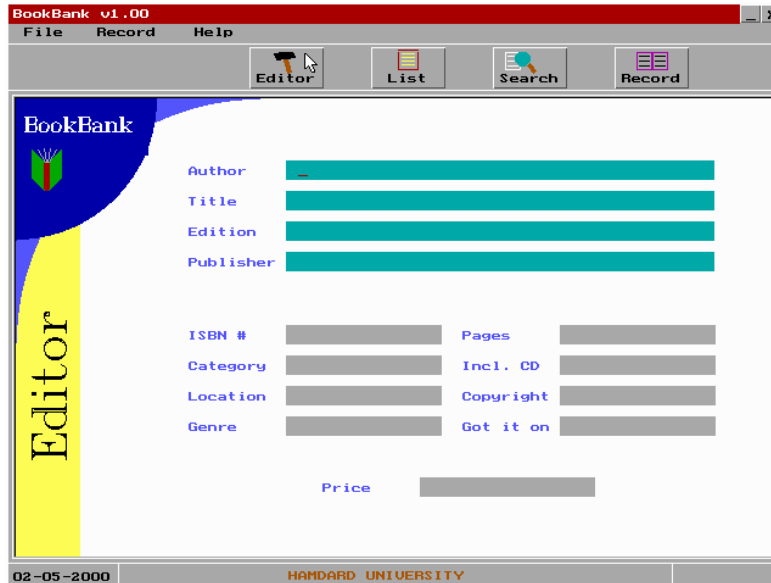 BookBank v1.00
File Record Help
Editor List Search Record
BookBank
Editor
Author
Title
Edition
Publisher
ISBN # Pages
Category Incl. CD
Location Copyright
Genre Got it on
Price
02-05-2000 HAMDARD UNIVERSITY